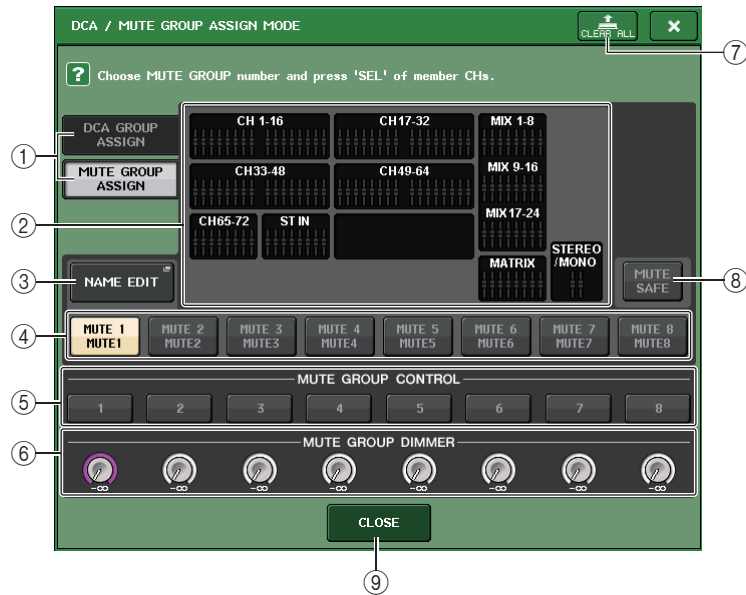 DCA / MUTE GROUP ASSIGN MODE
CLEAR ALL
×
⑦
? Choose MUTE GROUP number and press 'SEL' of member CHs.
①
DCA GROUP
ASSIGN
MUTE GROUP
ASSIGN
②
CH 1-16
CH17-32
MIX 1-8
CH33-48
CH49-64
MIX 9-16
CH65-72
ST IN
MIX17-24
MATRIX
STEREO
/MONO
③
NAME EDIT
MUTE
SAFE
⑧
④
MUTE 1
MUTE1
MUTE 2
MUTE2
MUTE 3
MUTE3
MUTE 4
MUTE4
MUTE 5
MUTE5
MUTE 6
MUTE6
MUTE 7
MUTE7
MUTE 8
MUTE8
⑤
MUTE GROUP CONTROL
1 2 3 4 5 6 7 8
⑥
MUTE GROUP DIMMER
-∞ -∞ -∞ -∞ -∞ -∞ -∞ -∞
CLOSE
⑨